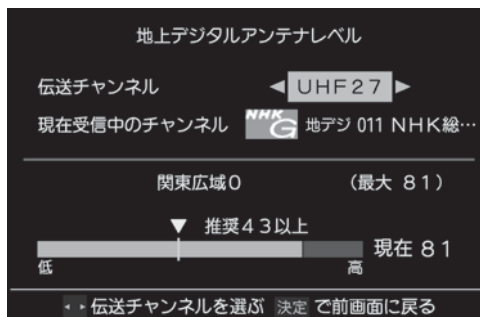 地上デジタルアンテナレベル
伝送チャンネル ◀ UHF27 ▶
現在受信中のチャンネル NHK G 地デジ 011 NHK総…
関東広域0 (最大 81)
▼ 推奨43以上
現在 81
低 高
伝送チャンネルを選ぶ 決定 で前画面に戻る